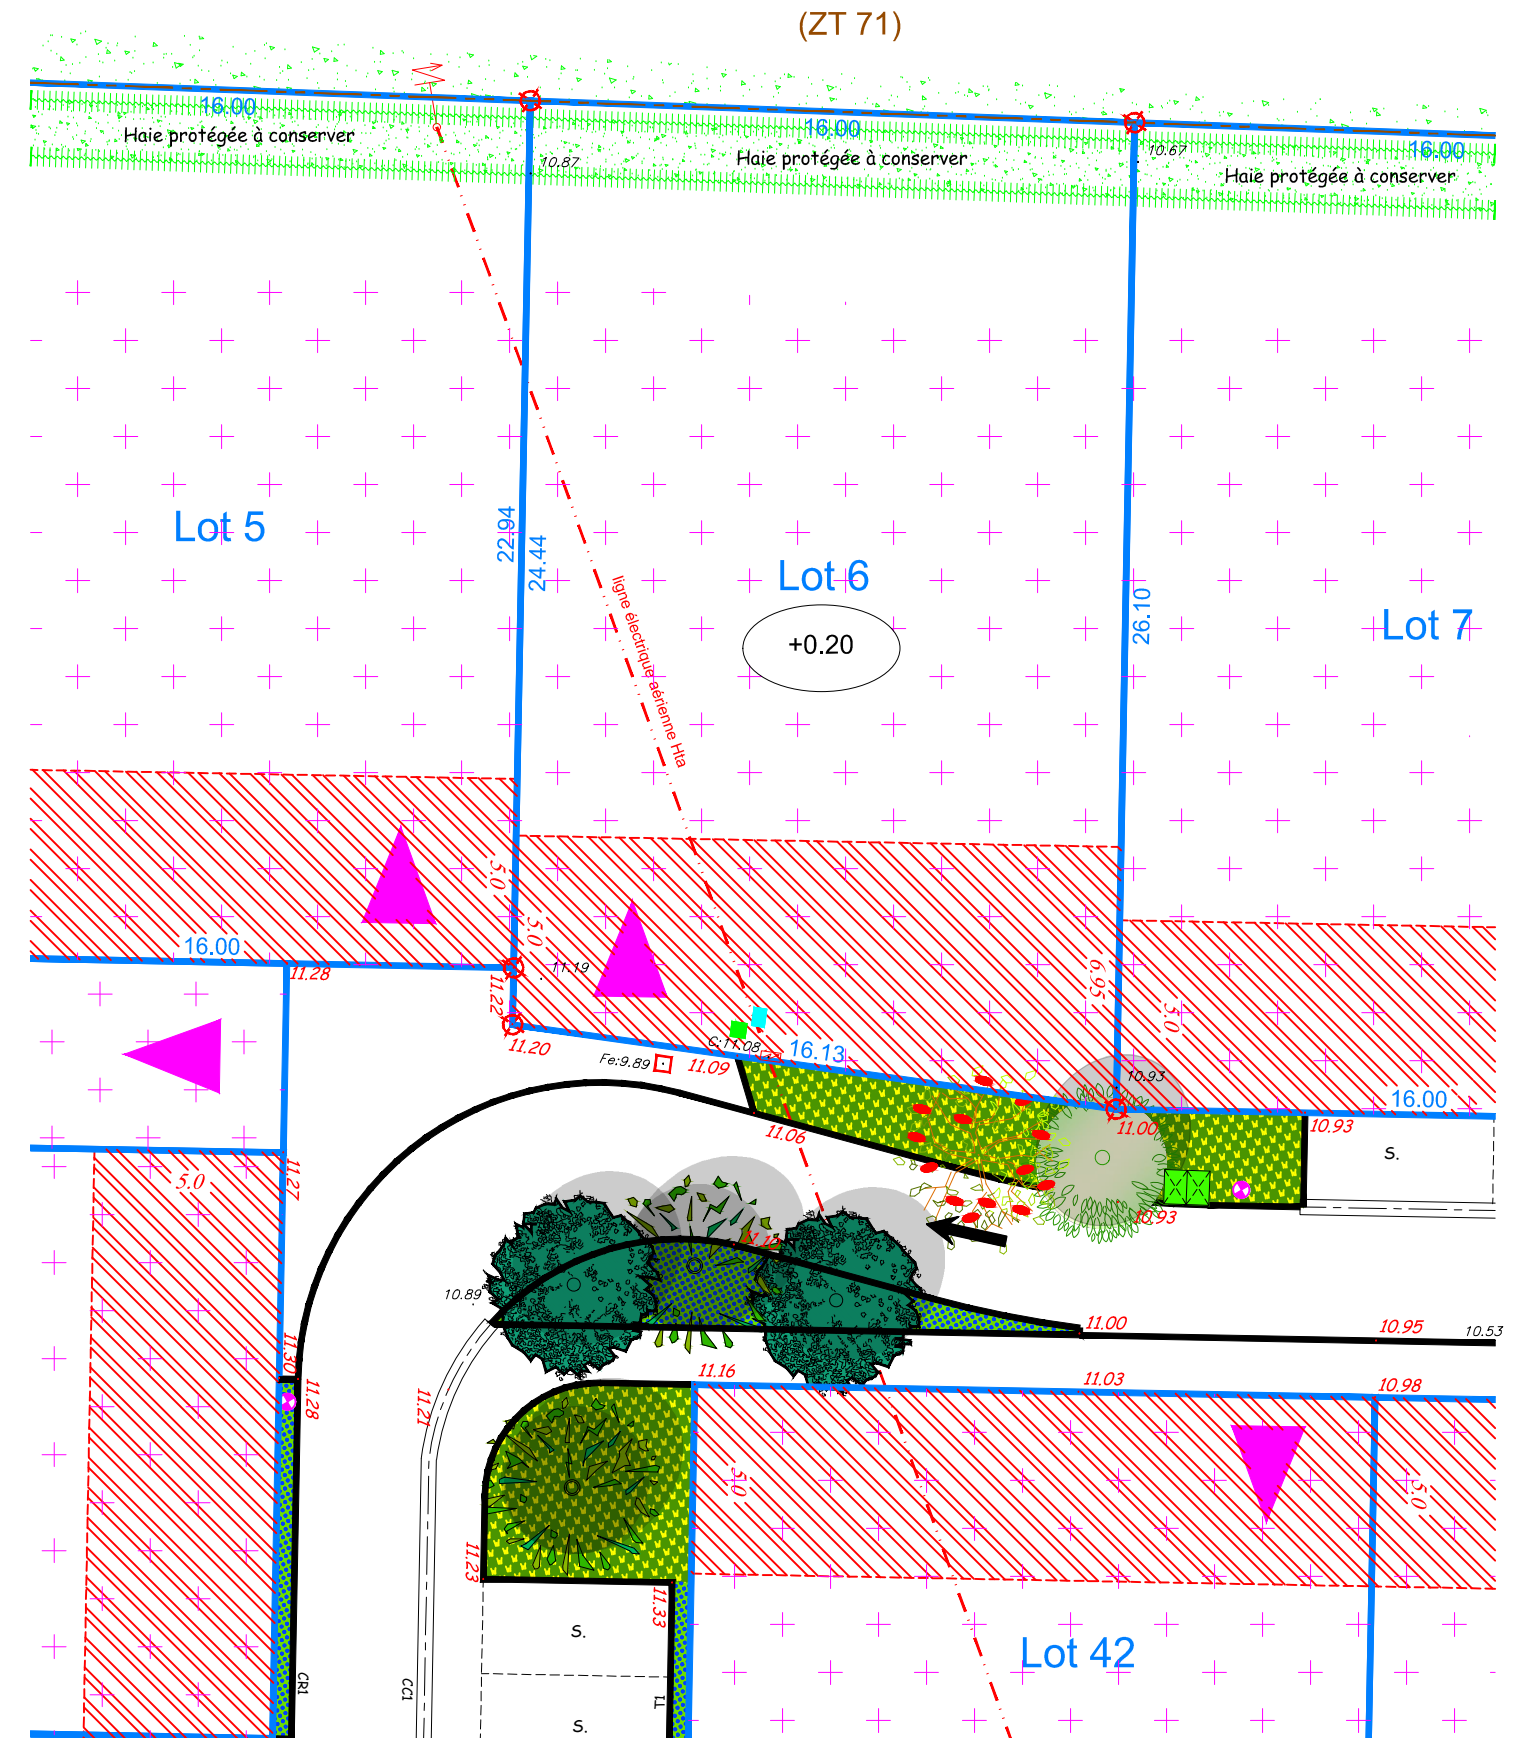 (ZT 71)
16.00
16.00
16.00
Haie protégée à conserver
Haie protégée à conserver
Haie protégée à conserver
10.87
10.67
Lot 5
22.94
24.44
Lot 6
+0.20
ligne électrique aérienne Hta
26.10
Lot 7
5.0
5.0
6.95
5.0
16.00
11.28
11.19
11.22
11.20
Fe:9.89
C:11.08
11.09
16.13
10.93
16.00
11.00
10.93
11.06
S.
5.0
11.27
10.93
10.89
11.00
10.95
10.53
11.30
11.28
11.21
11.16
11.03
10.98
5.0
5.0
11.23
11.33
S.
Lot 42
CR1
CC1
T1
S.